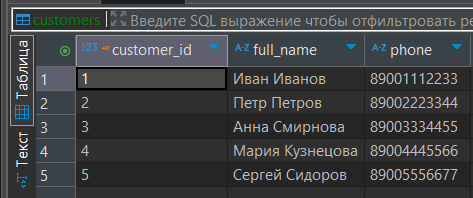 customers Введите SQL выражение чтобы отфильтровать ре
Таблица
Текст
123 customer_id A-Z full_name A-Z phone
1 1 Иван Иванов 89001112233
2 2 Петр Петров 89002223344
3 3 Анна Смирнова 89003334455
4 4 Мария Кузнецова 89004445566
5 5 Сергей Сидоров 89005556677